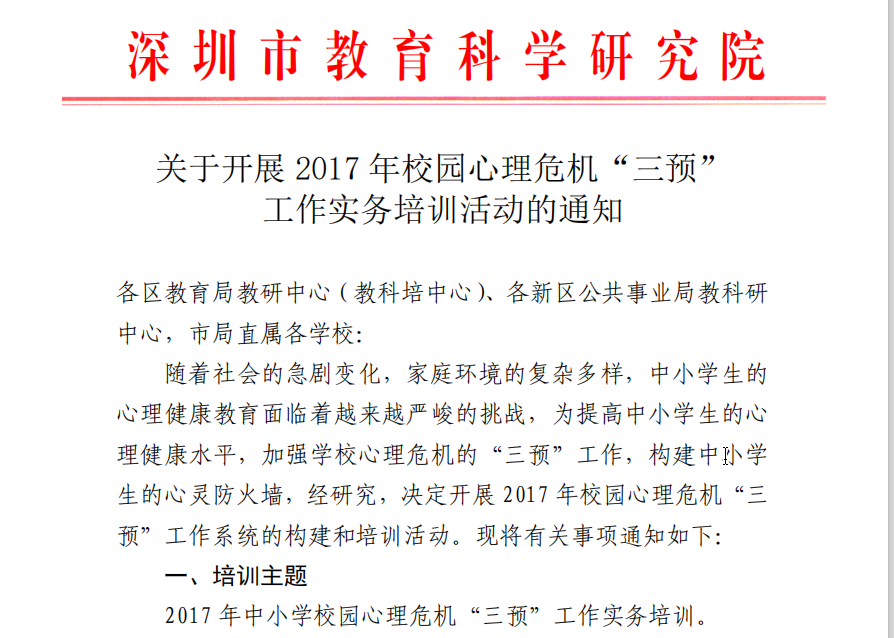 深圳市教育科学研究院
关于开展 2017 年校园心理危机“三预”
工作实务培训活动的通知
各区教育局教研中心（教科培中心）、各新区公共事业局教科研
中心，市局直属各学校：
随着社会的急剧变化，家庭环境的复杂多样，中小学生的
心理健康教育面临着越来越严峻的挑战，为提高中小学生的心
理健康水平，加强学校心理危机的“三预”工作，构建中小学
生的心灵防火墙，经研究，决定开展 2017 年校园心理危机“三
预”工作系统的构建和培训活动。现将有关事项通知如下：
一、培训主题
2017 年中小学校园心理危机“三预”工作实务培训。